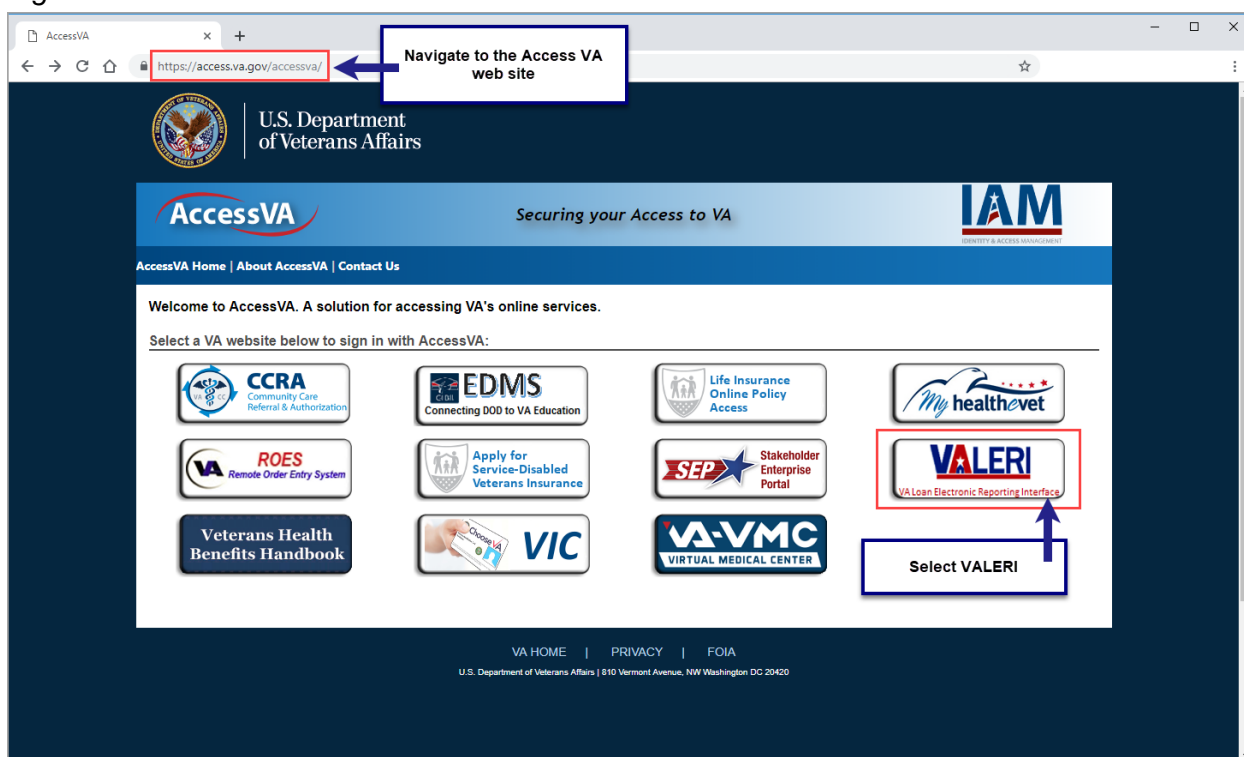 AccessVA
Navigate to the Access VA
web site
https://access.va.gov/accessva/
U.S. Department
of Veterans Affairs
AccessVA
Securing your Access to VA
IAM
IDENTITY & ACCESS MANAGEMENT
AccessVA Home | About AccessVA | Contact Us
Welcome to AccessVA. A solution for accessing VA's online services.
Select a VA website below to sign in with AccessVA:
VA CC
CCRA
Community Care
Referral & Authorization
EDMS
Connecting DOD to VA Education
Life Insurance
Online Policy
Access
My healthevet
VA
ROES
Remote Order Entry System
Apply for
Service-Disabled
Veterans Insurance
SEP
Stakeholder
Enterprise
Portal
VALERI
VA Loan Electronic Reporting Interface
Veterans Health
Benefits Handbook
Choose VA
VIC
VA-VMC
VIRTUAL MEDICAL CENTER
Select VALERI
VA HOME | PRIVACY | FOIA
U.S. Department of Veterans Affairs | 810 Vermont Avenue, NW Washington DC 20420